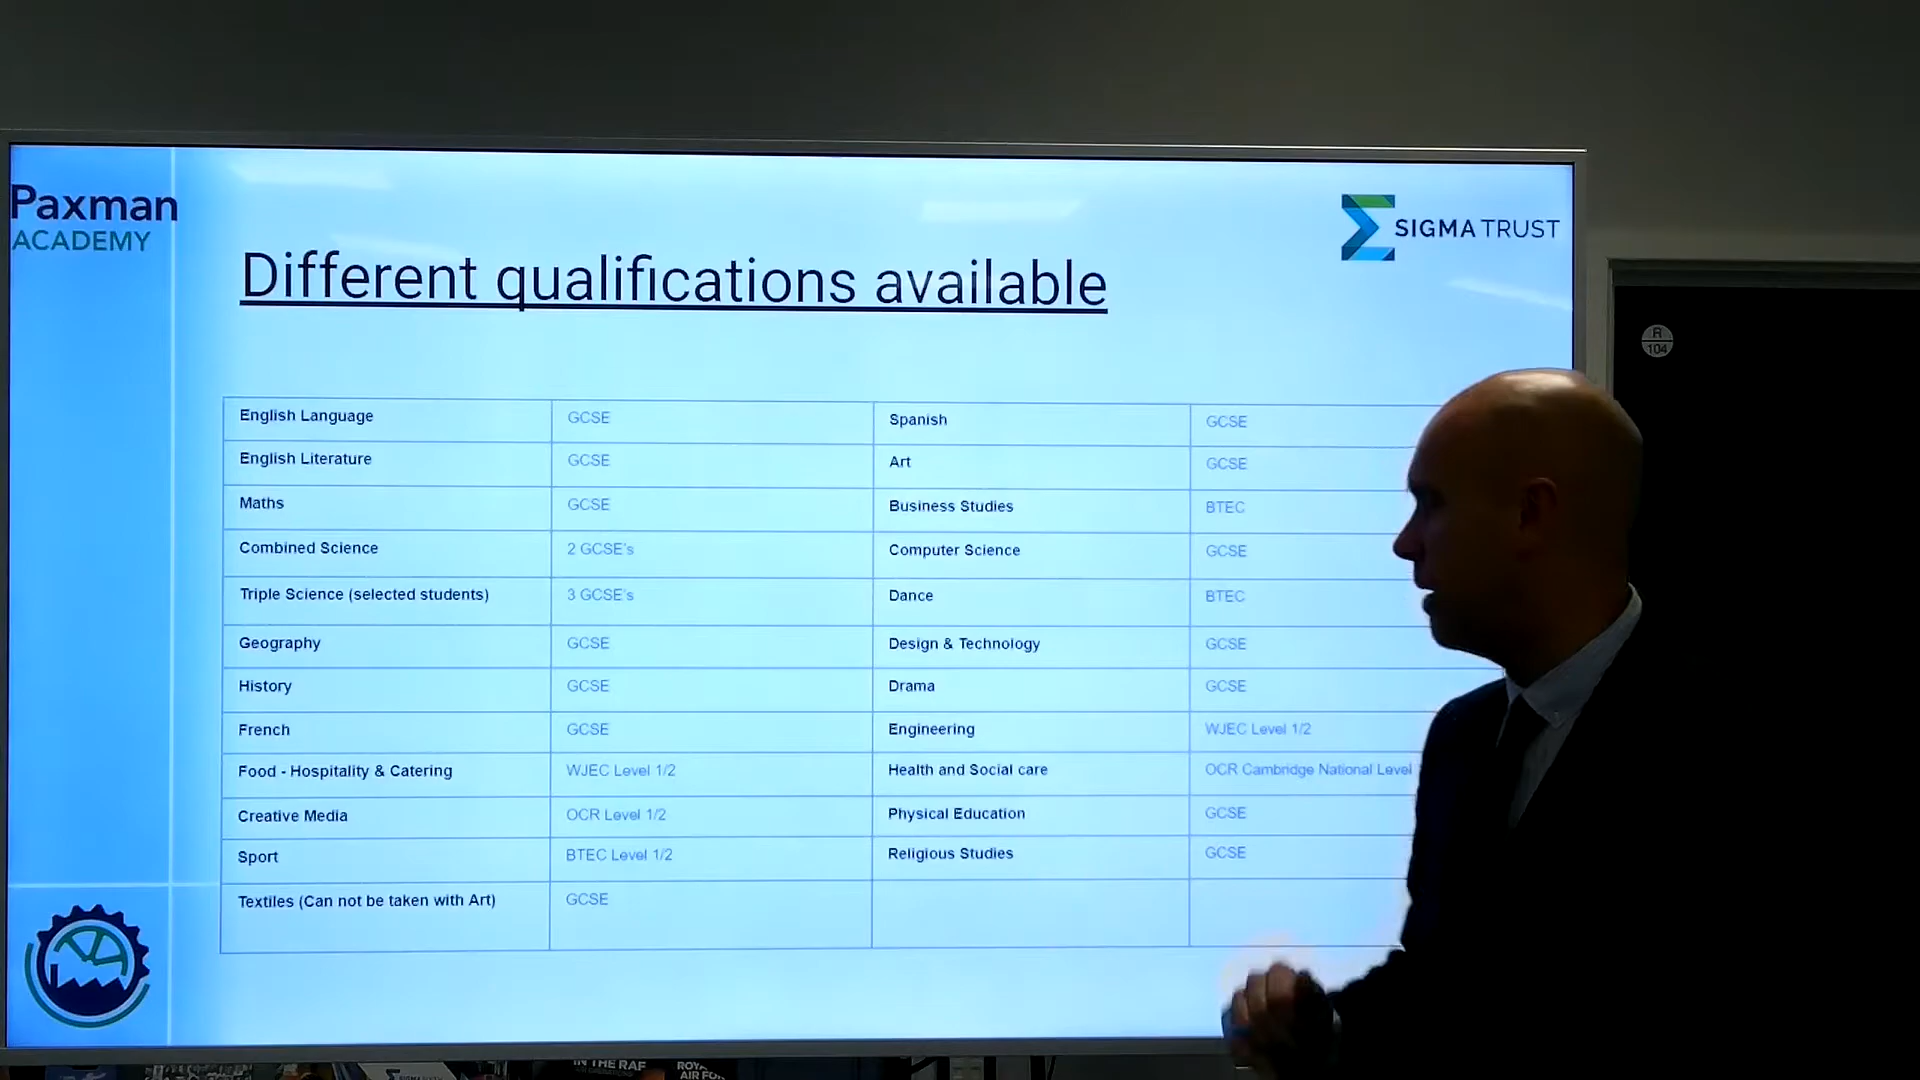 Paxman
ACADEMY
SIGMA TRUST
Different qualifications available
R
104
English Language GCSE Spanish GCSE
English Literature GCSE Art GCSE
Maths GCSE Business Studies BTEC
Combined Science 2 GCSE's Computer Science GCSE
Triple Science (selected students) 3 GCSE's Dance BTEC
Geography GCSE Design & Technology GCSE
History GCSE Drama GCSE
French GCSE Engineering WJEC Level 1/2
Food - Hospitality & Catering WJEC Level 1/2 Health and Social care OCR Cambridge National Level
Creative Media OCR Level 1/2 Physical Education GCSE
Sport BTEC Level 1/2 Religious Studies GCSE
Textiles (Can not be taken with Art) GCSE
IN THE RAF